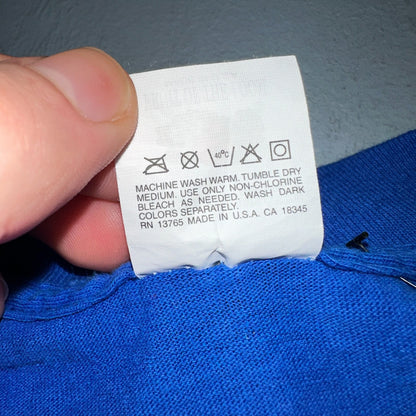 40°C
MACHINE WASH WARM. TUMBLE DRY
MEDIUM. USE ONLY NON-CHLORINE
BLEACH AS NEEDED. WASH DARK
COLORS SEPARATELY.
RN 13765 MADE IN U.S.A. CA 18345